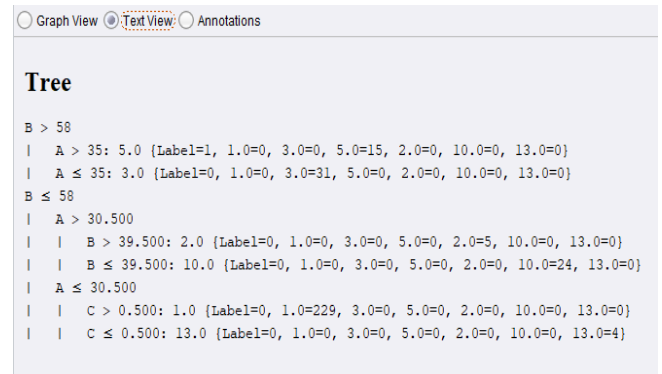 Graph View Text View Annotations
Tree
B > 58
| A > 35: 5.0 {Label=1, 1.0=0, 3.0=0, 5.0=15, 2.0=0, 10.0=0, 13.0=0}
| A ≤ 35: 3.0 {Label=0, 1.0=0, 3.0=31, 5.0=0, 2.0=0, 10.0=0, 13.0=0}
B ≤ 58
| A > 30.500
| | B > 39.500: 2.0 {Label=0, 1.0=0, 3.0=0, 5.0=0, 2.0=5, 10.0=0, 13.0=0}
| | B ≤ 39.500: 10.0 {Label=0, 1.0=0, 3.0=0, 5.0=0, 2.0=0, 10.0=24, 13.0=0}
| A ≤ 30.500
| | C > 0.500: 1.0 {Label=0, 1.0=229, 3.0=0, 5.0=0, 2.0=0, 10.0=0, 13.0=0}
| | C ≤ 0.500: 13.0 {Label=0, 1.0=0, 3.0=0, 5.0=0, 2.0=0, 10.0=0, 13.0=4}